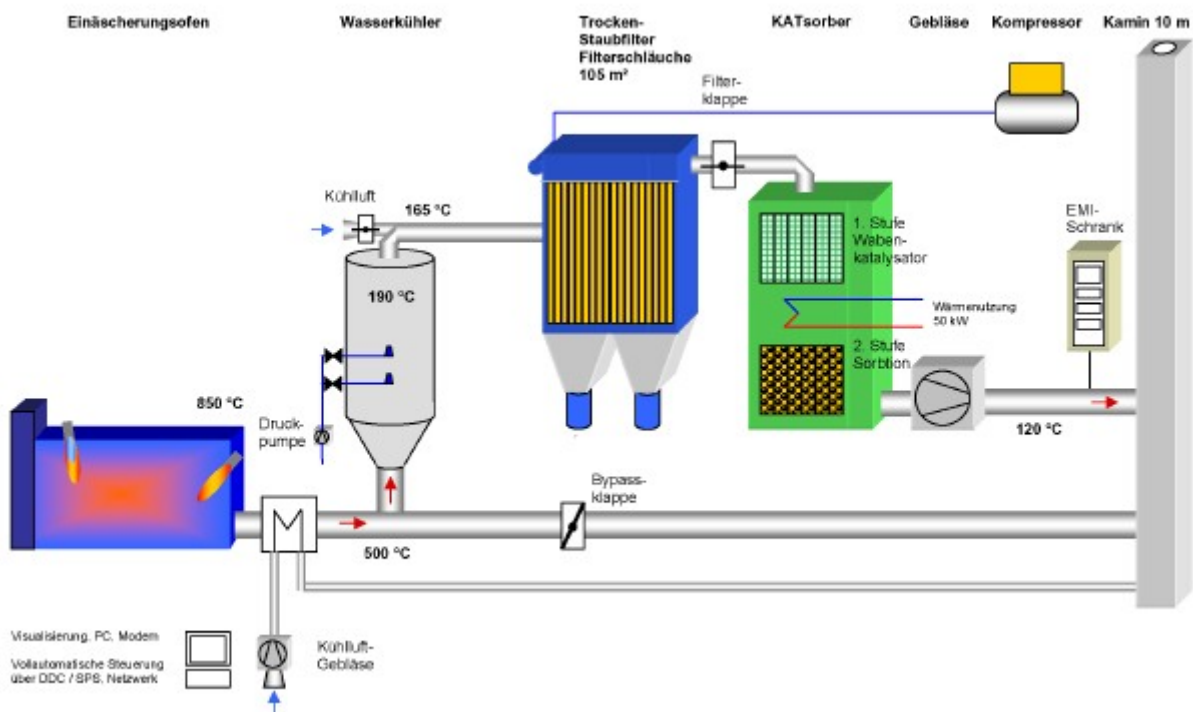 Einäscherungsofen
Wasserkühler
Trocken-
Staubfilter
Filterschläuche
105 m²
KATsorber
Gebläse
Kompressor
Kamin 10 m
Filter-
klappe
Kühlluft
165 °C
190 °C
1. Stufe
Waben-
katalysator
EMI-
Schrank
Wärmenutzung
50 kW
2. Stufe
Sorbtion
850 °C
Druck-
pumpe
120 °C
Bypass-
klappe
500 °C
Visualisierung, PC, Modem
Vollautomatische Steuerung
über DDC / SPS, Netzwerk
Kühlluft-
Gebläse